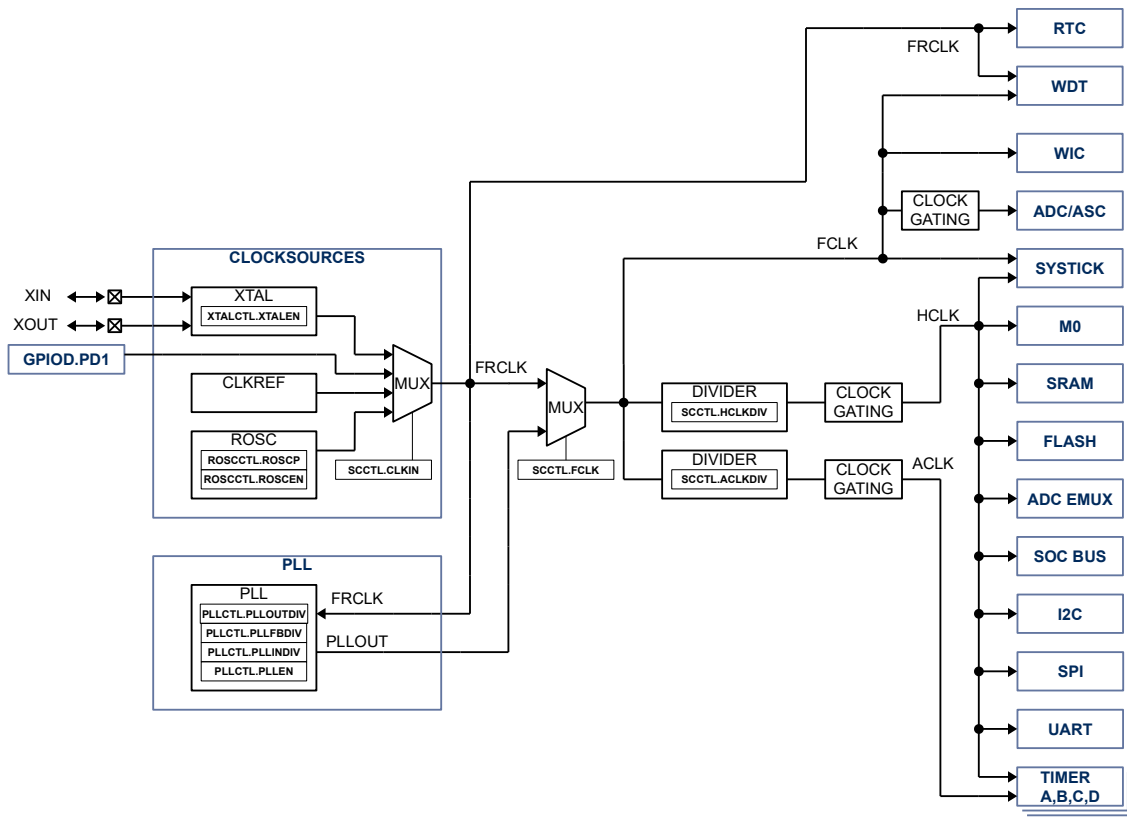 RTC
FRCLK
WDT
WIC
CLOCK
GATING
ADC/ASC
FCLK
SYSTICK
CLOCKSOURCES
XIN
XTAL
XTALCTL.XTALEN
XOUT
HCLK
M0
GPIOD.PD1
FRCLK
MUX
CLKREF
MUX
DIVIDER
SCCTL.HCLKDIV
CLOCK
GATING
SRAM
ROSC
ROSCCTL.ROSCP
ROSCCTL.ROSCEN
SCCTL.CLKIN
SCCTL.FCLK
DIVIDER
SCCTL.ACLKDIV
CLOCK
GATING
ACLK
FLASH
ADC EMUX
SOC BUS
PLL
PLL
PLLCTL.PLLOUTDIV
PLLCTL.PLLFBDIV
PLLCTL.PLLINDIV
PLLCTL.PLLEN
FRCLK
PLLOUT
I2C
SPI
UART
TIMER
A,B,C,D